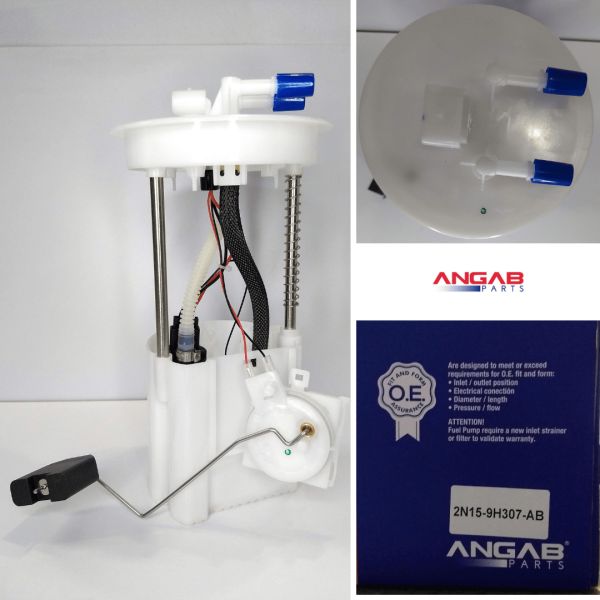 ANGAB
PARTS
FIT AND FORM
O.E.
ASSURANCE
Are designed to meet or exceed
requirements for O.E. fit and form:
• Inlet / outlet position
• Electrical conection
• Diameter / length
• Pressure / flow
ATTENTION!
Fuel Pump require a new inlet strainer
or filter to validate warranty.
2N15-9H307-AB
ANGAB®
PARTS